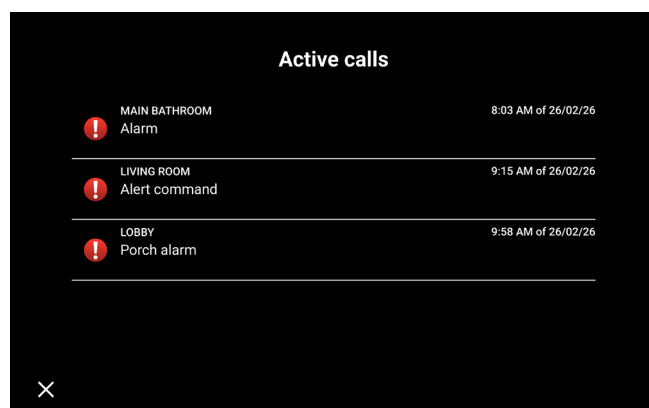 Active calls
MAIN BATHROOM 8:03 AM of 26/02/26
Alarm
LIVING ROOM 9:15 AM of 26/02/26
Alert command
LOBBY 9:58 AM of 26/02/26
Porch alarm